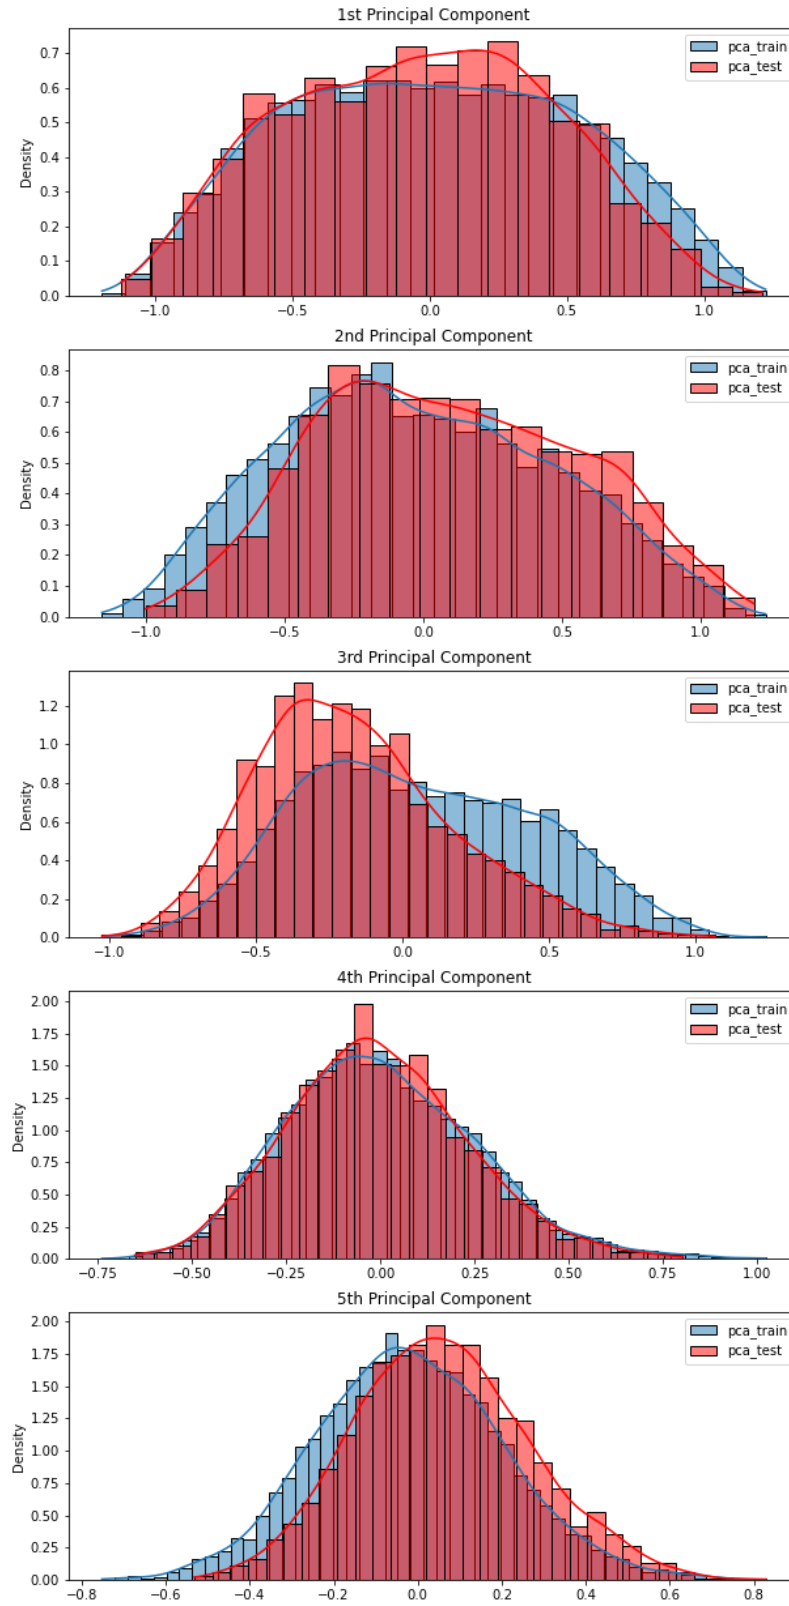 1st Principal Component
pca_train
pca_test
Density
0.7
0.6
0.5
0.4
0.3
0.2
0.1
0.0
−1.0 −0.5 0.0 0.5 1.0
2nd Principal Component
pca_train
pca_test
Density
0.8
0.7
0.6
0.5
0.4
0.3
0.2
0.1
0.0
−1.0 −0.5 0.0 0.5 1.0
3rd Principal Component
pca_train
pca_test
Density
1.2
1.0
0.8
0.6
0.4
0.2
0.0
−1.0 −0.5 0.0 0.5 1.0
4th Principal Component
pca_train
pca_test
Density
2.00
1.75
1.50
1.25
1.00
0.75
0.50
0.25
0.00
−0.75 −0.50 −0.25 0.00 0.25 0.50 0.75 1.00
5th Principal Component
pca_train
pca_test
Density
2.00
1.75
1.50
1.25
1.00
0.75
0.50
0.25
0.00
−0.8 −0.6 −0.4 −0.2 0.0 0.2 0.4 0.6 0.8